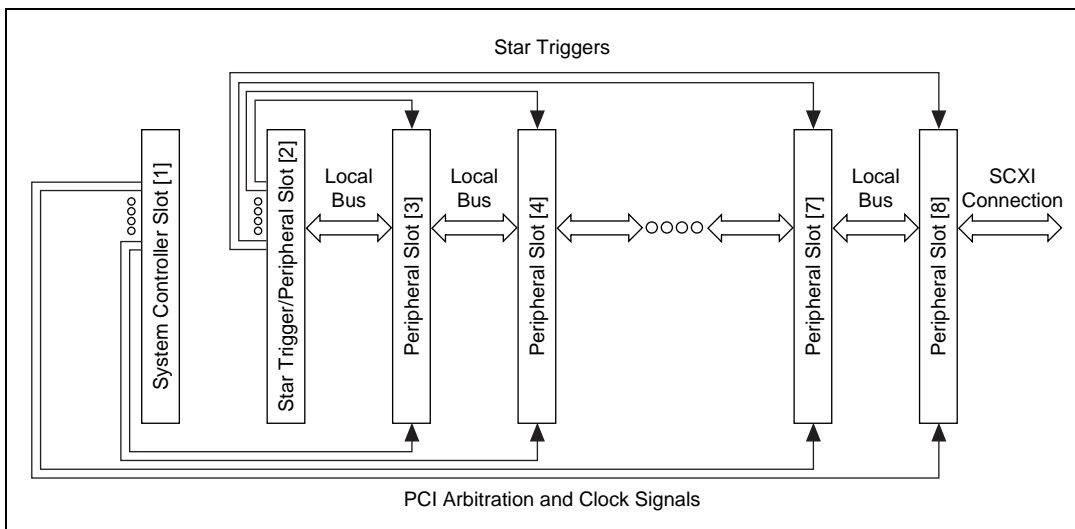 Star Triggers
System Controller Slot [1]
Star Trigger/Peripheral Slot [2]
Local
Bus
Peripheral Slot [3]
Local
Bus
Peripheral Slot [4]
Peripheral Slot [7]
Local
Bus
Peripheral Slot [8]
SCXI
Connection
PCI Arbitration and Clock Signals